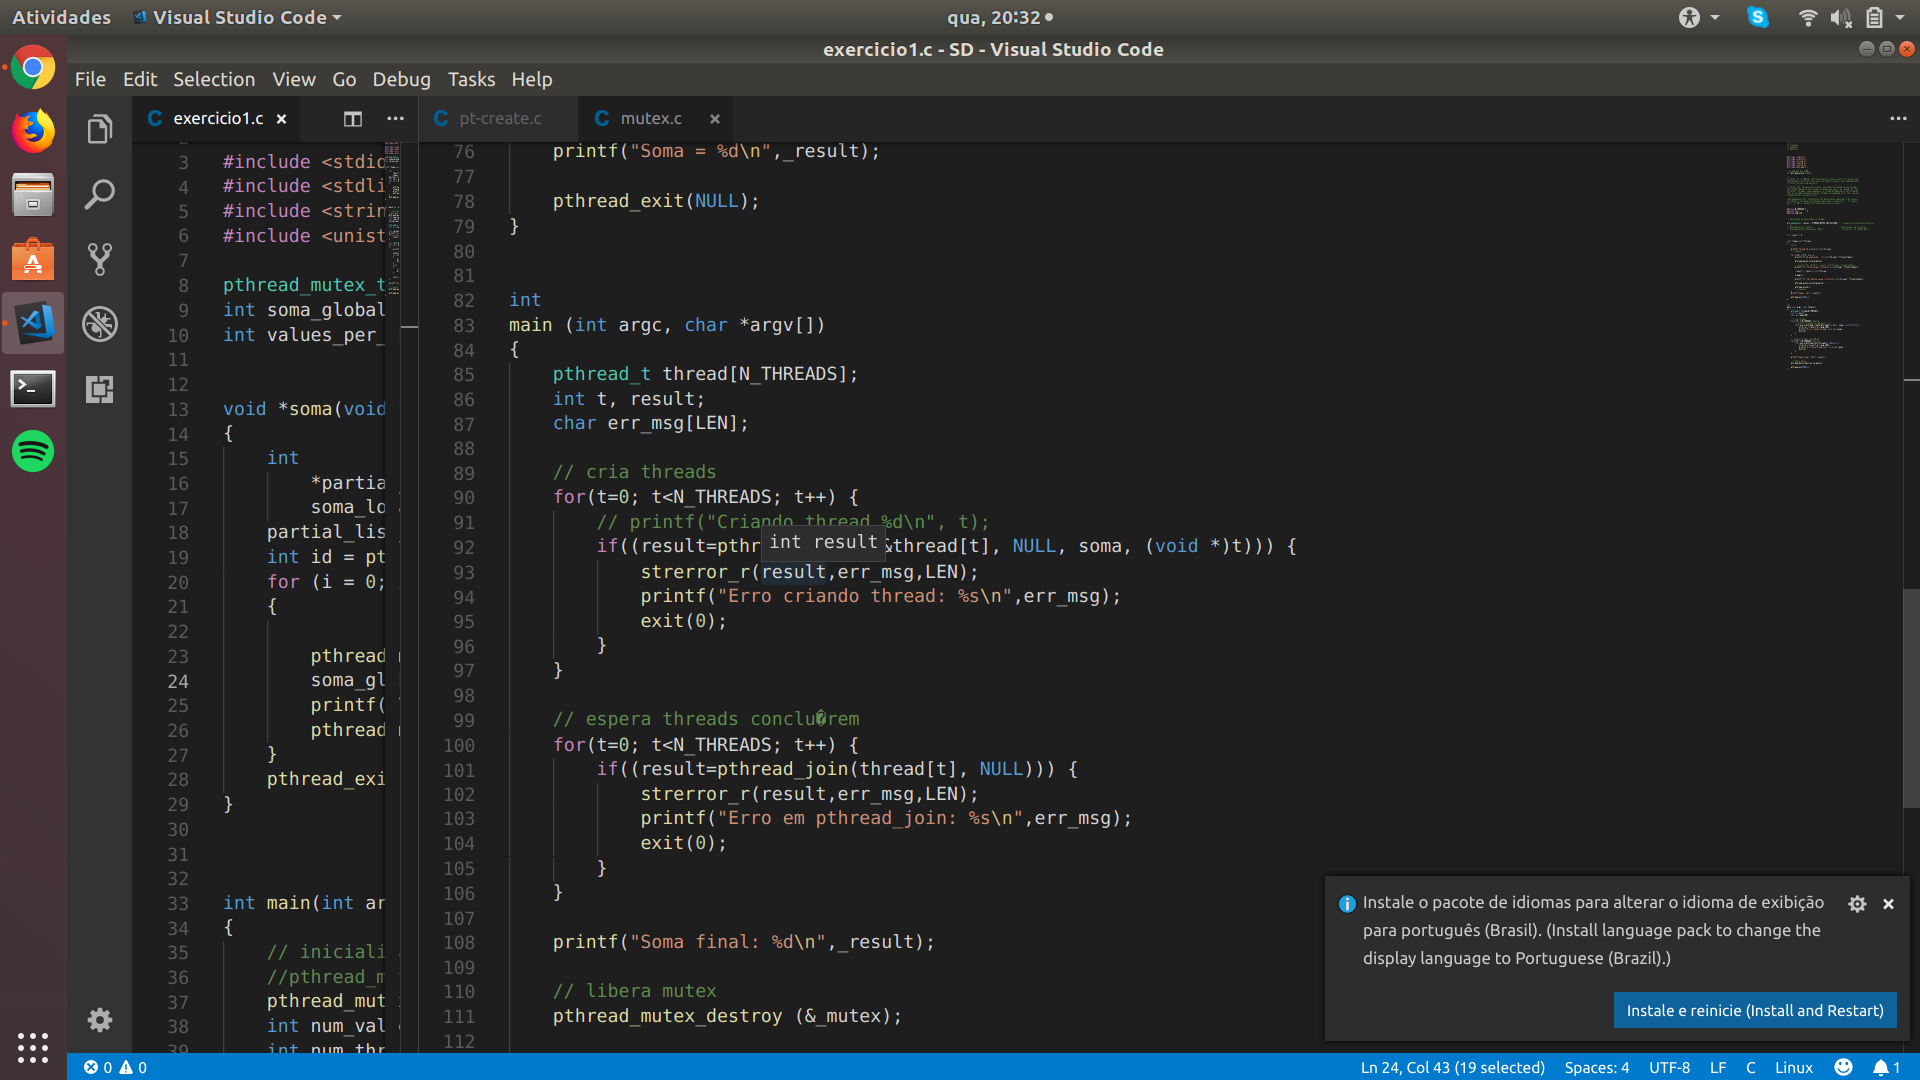 Atividades
Visual Studio Code
qua, 20:32
exercicio1.c - SD - Visual Studio Code
File Edit Selection View Go Debug Tasks Help
exercicio1.c
pt-create.c
mutex.c
3 #include <stdio
4 #include <stdli
5 #include <strin
6 #include <unist
7
8 pthread_mutex_t
9 int soma_global
10 int values_per_
11
12
13 void *soma(void
14 {
15 int
16 *partia
17 soma_lo
18 partial_lis
19 int id = pt
20 for (i = 0;
21 {
22
23 pthread_
24 soma_gl
25 printf(
26 pthread_
27 }
28 pthread_exi
29 }
30
31
32
33 int main(int ar
34 {
35 // iniciali
36 //pthread_m
37 pthread_mut
38 int num_val
39 int num_thr
76 printf("Soma = %d\n",_result);
77
78 pthread_exit(NULL);
79 }
80
81
82 int
83 main (int argc, char *argv[])
84 {
85 pthread_t thread[N_THREADS];
86 int t, result;
87 char err_msg[LEN];
88
89 // cria threads
90 for(t=0; t<N_THREADS; t++) {
91 // printf("Criando thread %d\n", t);
int result
92 if((result=pthr &thread[t], NULL, soma, (void *)t))) {
93 strerror_r(result,err_msg,LEN);
94 printf("Erro criando thread: %s\n",err_msg);
95 exit(0);
96 }
97 }
98
99 // espera threads conclu�rem
100 for(t=0; t<N_THREADS; t++) {
101 if((result=pthread_join(thread[t], NULL))) {
102 strerror_r(result,err_msg,LEN);
103 printf("Erro em pthread_join: %s\n",err_msg);
104 exit(0);
105 }
106 }
107
108 printf("Soma final: %d\n",_result);
109
110 // libera mutex
111 pthread_mutex_destroy (&_mutex);
112
Instale o pacote de idiomas para alterar o idioma de exibição
para português (Brasil). (Install language pack to change the
display language to Portuguese (Brazil).)
Instale e reinicie (Install and Restart)
0 0
Ln 24, Col 43 (19 selected) Spaces: 4 UTF-8 LF C Linux 1